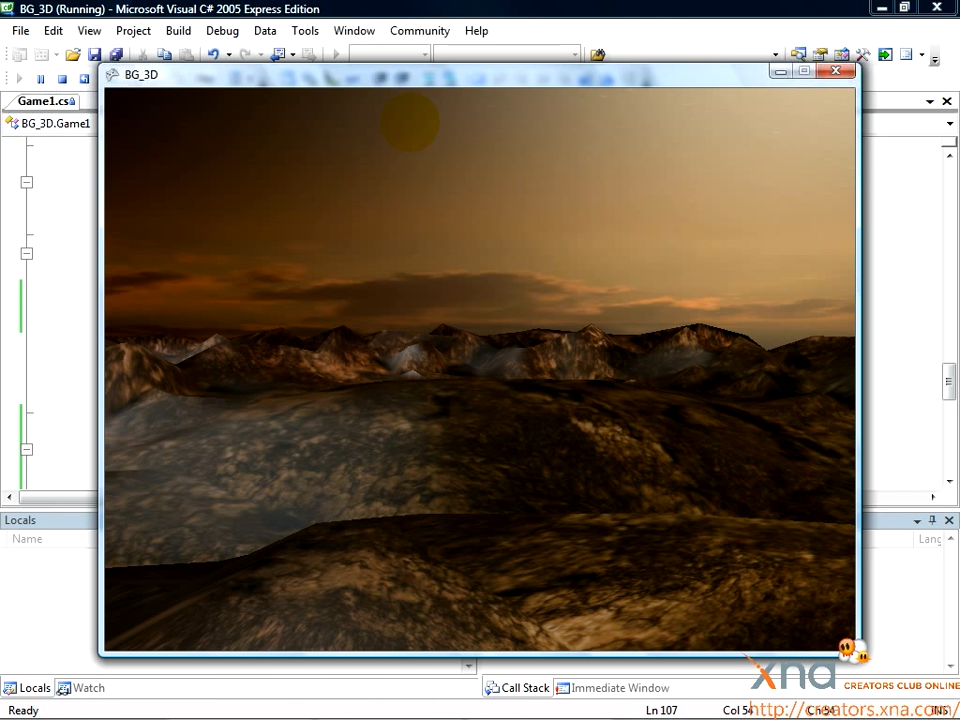 BG_3D (Running) - Microsoft Visual C# 2005 Express Edition
File Edit View Project Build Debug Data Tools Window Community Help
BG_3D
Game1.cs
BG_3D.Game1
Locals
Name Lang
xna CREATORS CLUB ONLINE
Locals Watch Call Stack Immediate Window
Ready Ln 107 Col 54 Ch 54 INS
http://creators.xna.com/